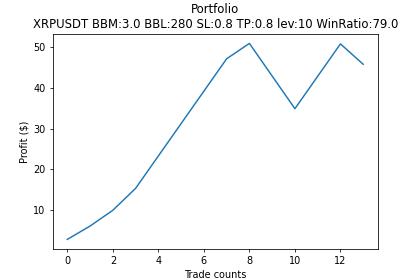 Portfolio
XRPUSDT BBM:3.0 BBL:280 SL:0.8 TP:0.8 lev:10 WinRatio:79.0
50
40
30
20
10
Profit ($)
0 2 4 6 8 10 12
Trade counts